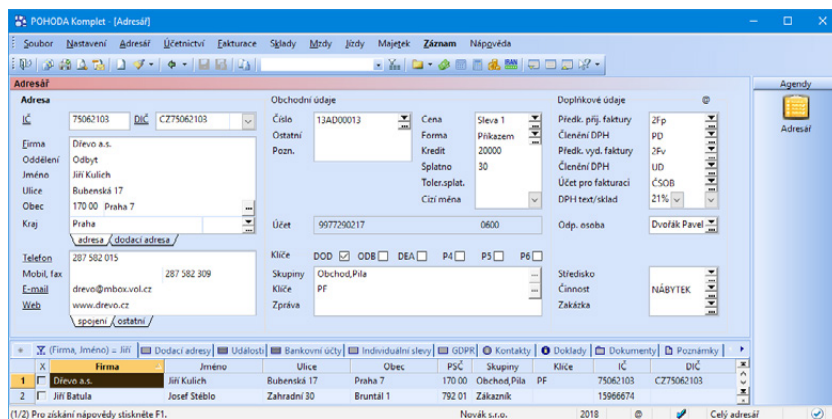 POHODA Komplet - [Adresář]
Soubor Nastavení Adresář Účetnictví Fakturace Sklady Mzdy Jízdy Majetek Záznam Nápověda
Adresář
Agendy
Adresář
Adresa
IČ 75062103 DIČ CZ75062103
Firma Dřevo a.s.
Oddělení Odbyt
Jméno Jiří Kulich
Ulice Bubenská 17
Obec 170 00 Praha 7
Kraj Praha
adresa dodací adresa
Telefon 287 582 015
Mobil, fax 287 582 309
E-mail drevo@mbox.vol.cz
Web www.drevo.cz
spojení ostatní
Obchodní údaje
Číslo 13AD00013
Ostatní
Pozn.
Cena Sleva 1
Forma Příkazem
Kredit 20000
Splatno 30
Toler.splat.
Cizí měna
Účet 9977290217 0600
Klíče DOD ODB DEA P4 P5 P6
Skupiny Obchod,Pila
Klíče PF
Zpráva
Doplňkové údaje @
Předk. přij. faktury 2Fp
Členění DPH PD
Předk. vyd. faktury 2Fv
Členění DPH UD
Účet pro fakturaci ČSOB
DPH text/sklad 21%
Odp. osoba Dvořák Pavel
Středisko
Činnost NÁBYTEK
Zakázka
(Firma, Jméno) = Jiří Dodací adresy Události Bankovní účty Individuální slevy GDPR Kontakty Doklady Dokumenty Poznámky
X Firma Jméno Ulice Obec PSČ Skupiny Klíče IČ DIČ
1 Dřevo a.s. Jiří Kulich Bubenská 17 Praha 7 170 00 Obchod,Pila PF 75062103 CZ75062103
2 Jiří Batula Josef Stéblo Zahradní 30 Bruntál 1 792 01 Zákazník 15966674
(1/2) Pro získání nápovědy stiskněte F1. Novák s.r.o. 2018 @ Celý adresář